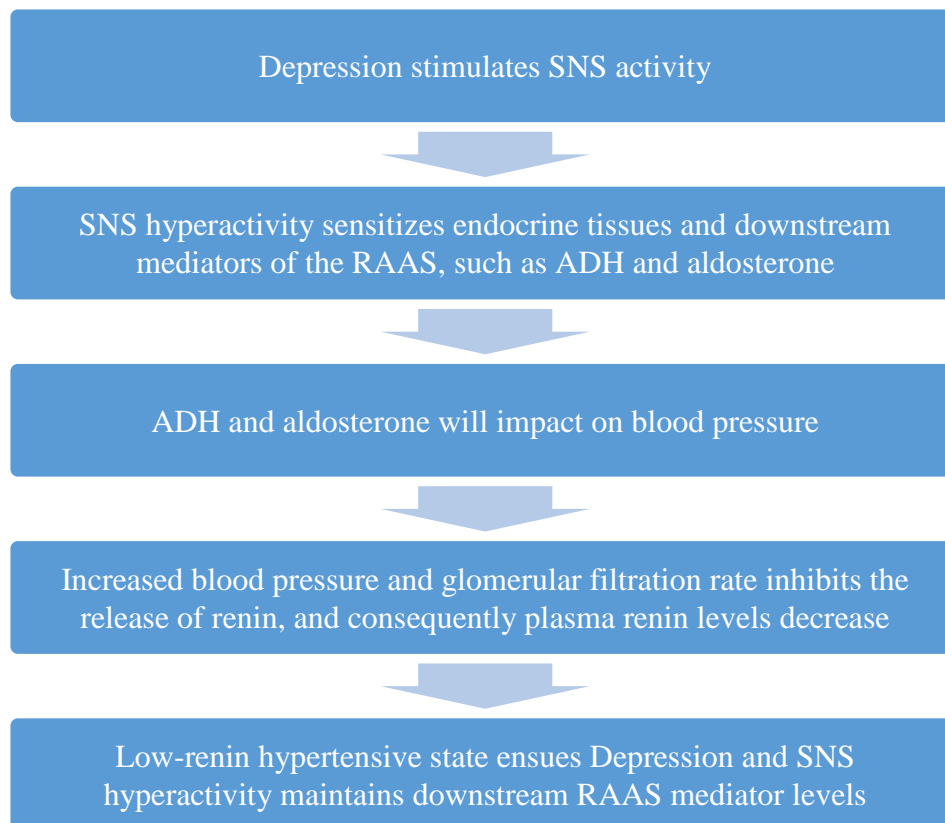 Depression stimulates SNS activity
SNS hyperactivity sensitizes endocrine tissues and downstream
mediators of the RAAS, such as ADH and aldosterone
ADH and aldosterone will impact on blood pressure
Increased blood pressure and glomerular filtration rate inhibits the
release of renin, and consequently plasma renin levels decrease
Low-renin hypertensive state ensues Depression and SNS
hyperactivity maintains downstream RAAS mediator levels